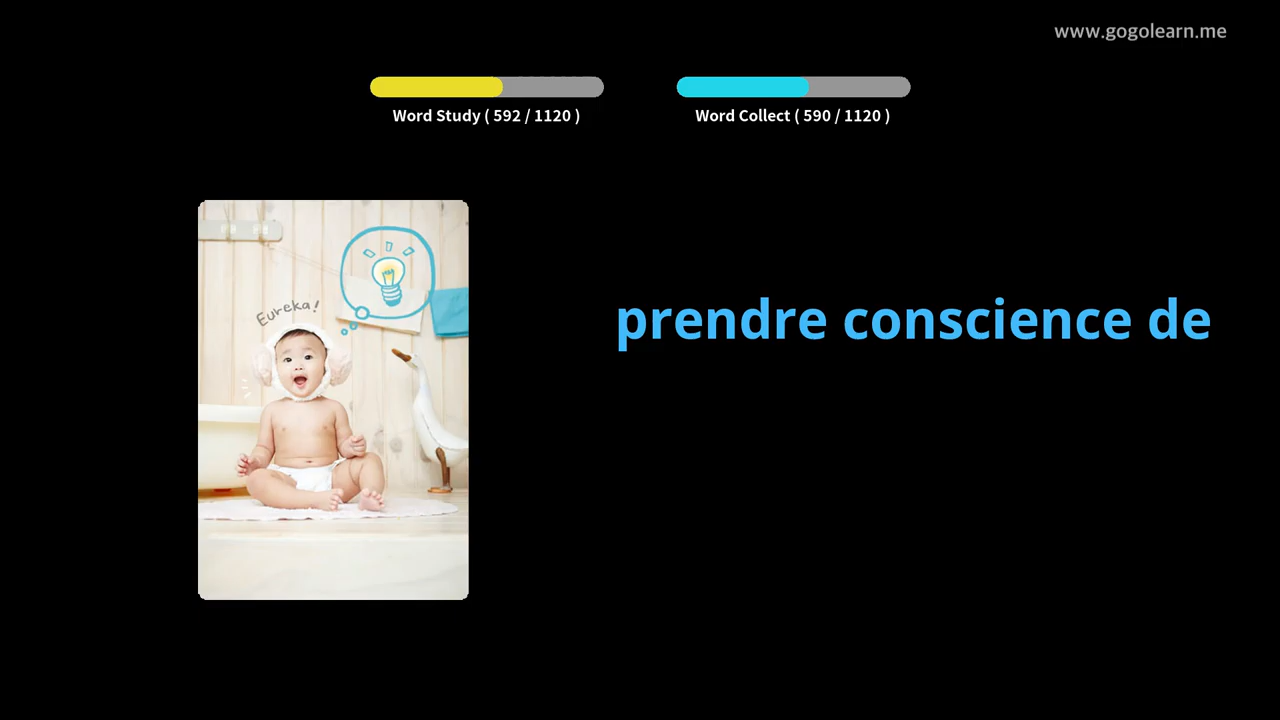 www.gogolearn.me
Word Study ( 592 / 1120 )
Word Collect ( 590 / 1120 )
Eureka!
prendre conscience de